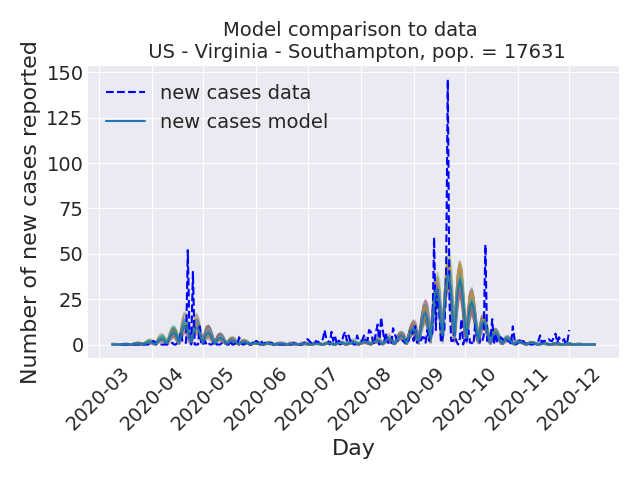 Model comparison to data
US - Virginia - Southampton, pop. = 17631
Number of new cases reported
150
125
100
75
50
25
0
new cases data
new cases model
2020-03
2020-04
2020-05
2020-06
2020-07
2020-08
2020-09
2020-10
2020-11
2020-12
Day